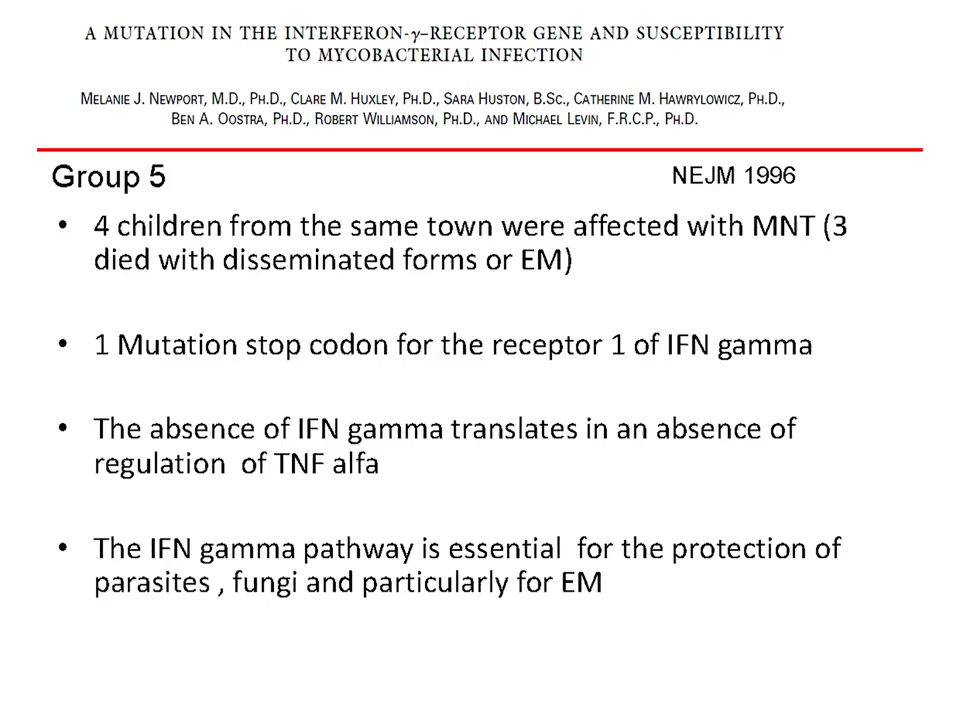 A MUTATION IN THE INTERFERON-γ–RECEPTOR GENE AND SUSCEPTIBILITY
TO MYCOBACTERIAL INFECTION
MELANIE J. NEWPORT, M.D., PH.D., CLARE M. HUXLEY, PH.D., SARA HUSTON, B.SC., CATHERINE M. HAWRYLOWICZ, PH.D.,
BEN A. OOSTRA, PH.D., ROBERT WILLIAMSON, PH.D., AND MICHAEL LEVIN, F.R.C.P., PH.D.
Group 5
NEJM 1996
• 4 children from the same town were affected with MNT (3
died with disseminated forms or EM)
• 1 Mutation stop codon for the receptor 1 of IFN gamma
• The absence of IFN gamma translates in an absence of
regulation of TNF alfa
• The IFN gamma pathway is essential for the protection of
parasites , fungi and particularly for EM